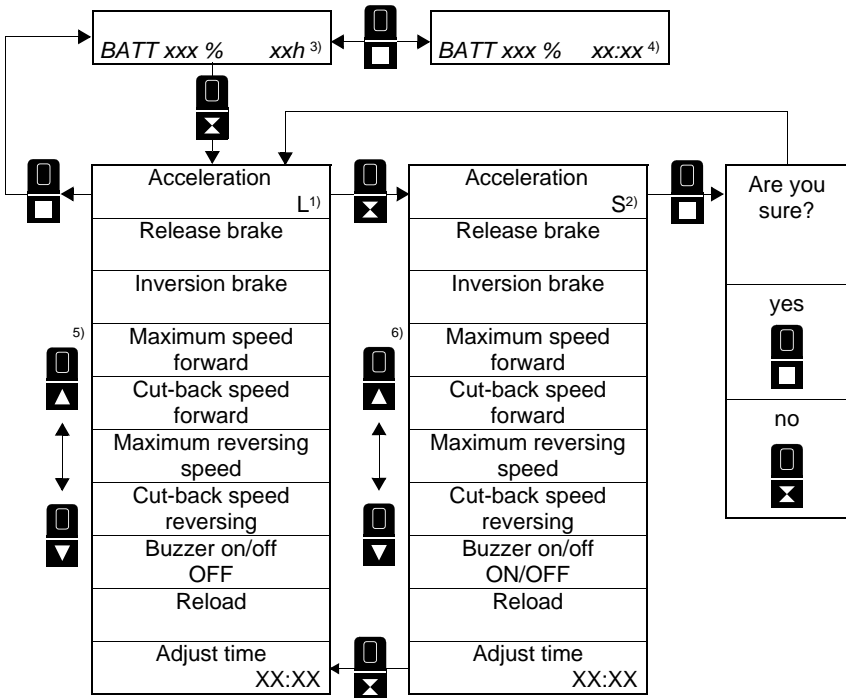 BATT xxx % xxh 3)
BATT xxx % xx:xx 4)
Acceleration
L1)
Release brake
Inversion brake
5)
Maximum speed
forward
Cut-back speed
forward
Maximum reversing
speed
Cut-back speed
reversing
Buzzer on/off
OFF
Reload
Adjust time
XX:XX
Acceleration
S2)
Release brake
Inversion brake
6)
Maximum speed
forward
Cut-back speed
forward
Maximum reversing
speed
Cut-back speed
reversing
Buzzer on/off
ON/OFF
Reload
Adjust time
XX:XX
Are you
sure?
yes
no